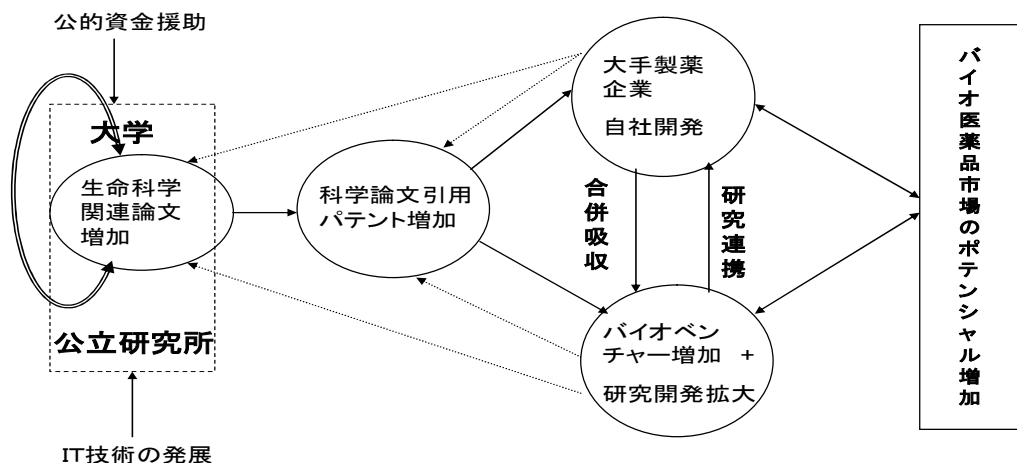 公的資金援助
大学
生命科学
関連論文
増加
公立研究所
IT技術の発展
科学論文引用
パテント増加
大手製薬
企業
自社開発
合併吸収
研究連携
バイオベン
チャー増加 +
研究開発拡大
バイオ医薬品市場のポテンシャル増加